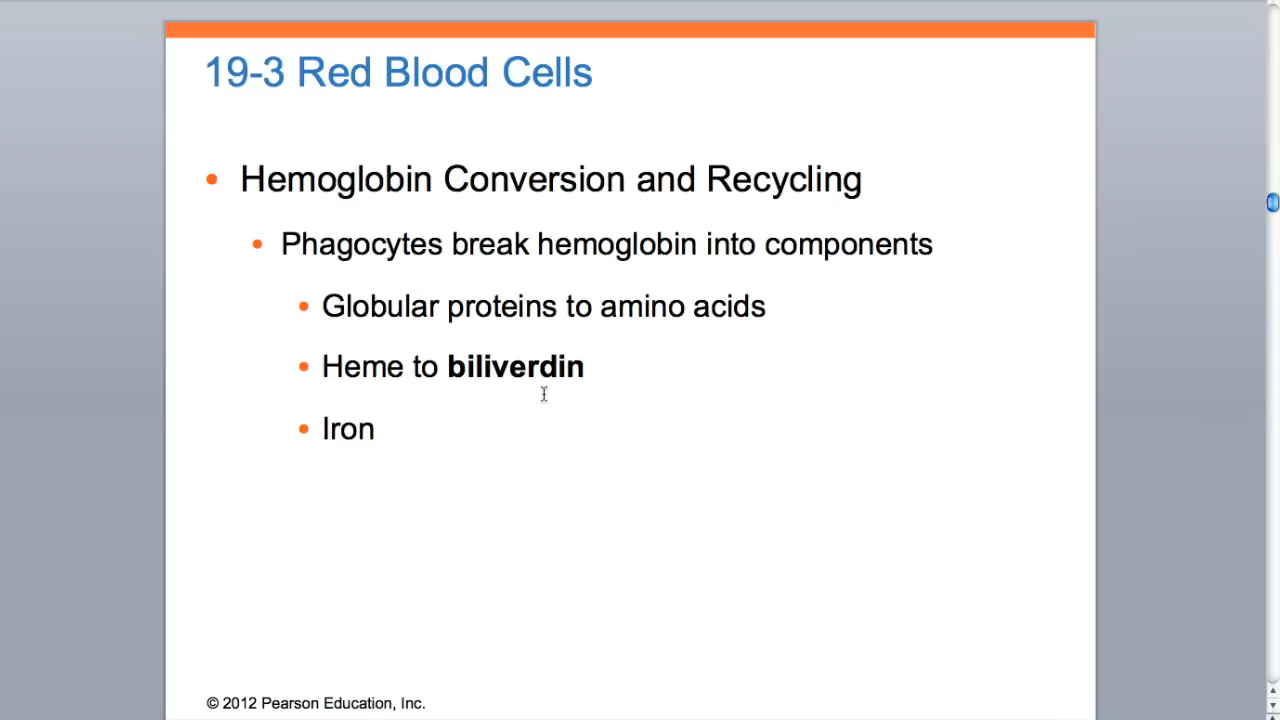 19-3 Red Blood Cells
• Hemoglobin Conversion and Recycling
• Phagocytes break hemoglobin into components
• Globular proteins to amino acids
• Heme to biliverdin
• Iron
© 2012 Pearson Education, Inc.